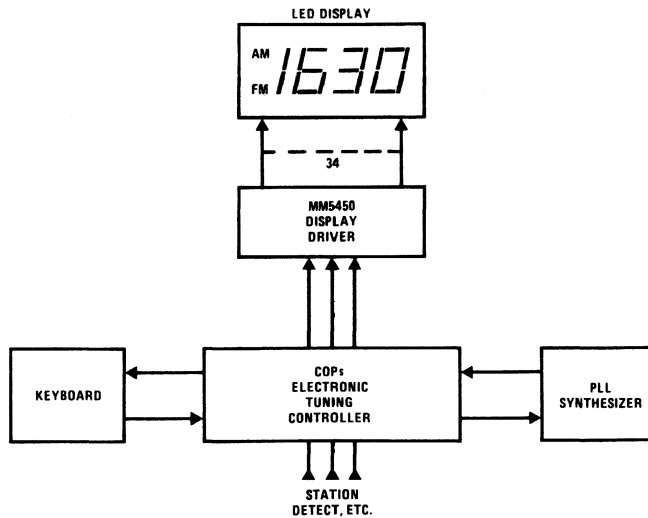 LED DISPLAY
AM
1630
FM
34
MM5450
DISPLAY
DRIVER
KEYBOARD
COPs
ELECTRONIC
TUNING
CONTROLLER
PLL
SYNTHESIZER
STATION
DETECT, ETC.